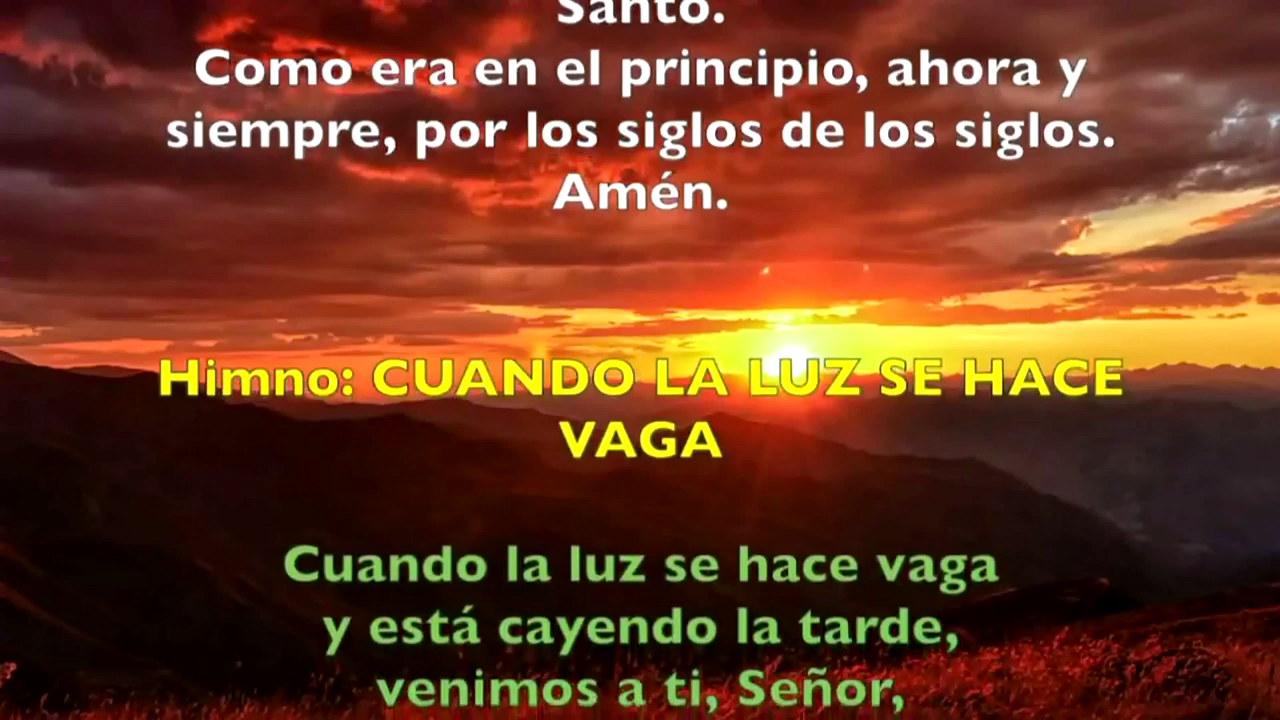 Santo.
Como era en el principio, ahora y
siempre, por los siglos de los siglos.
Amén.
Himno: CUANDO LA LUZ SE HACE
VAGA
Cuando la luz se hace vaga
y está cayendo la tarde,
venimos a ti, Señor,